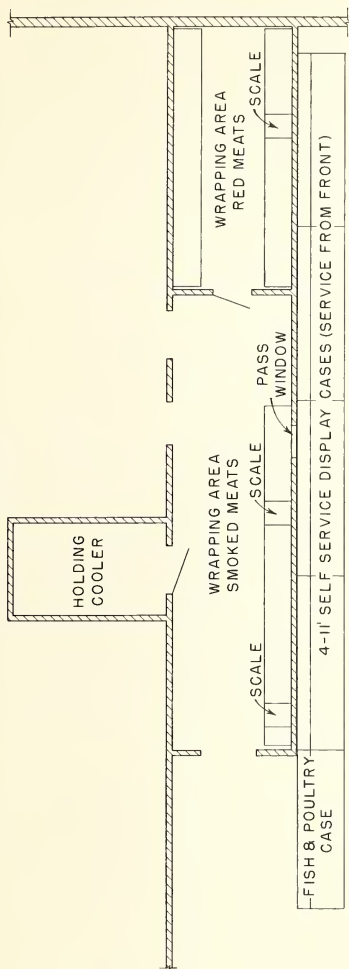 HOLDING
COOLER
WRAPPING AREA
RED MEATS
SCALE
WRAPPING AREA
SMOKED MEATS
SCALE
SCALE
PASS
WINDOW
FISH & POULTRY
CASE
4-11' SELF SERVICE DISPLAY CASES (SERVICE FROM FRONT)